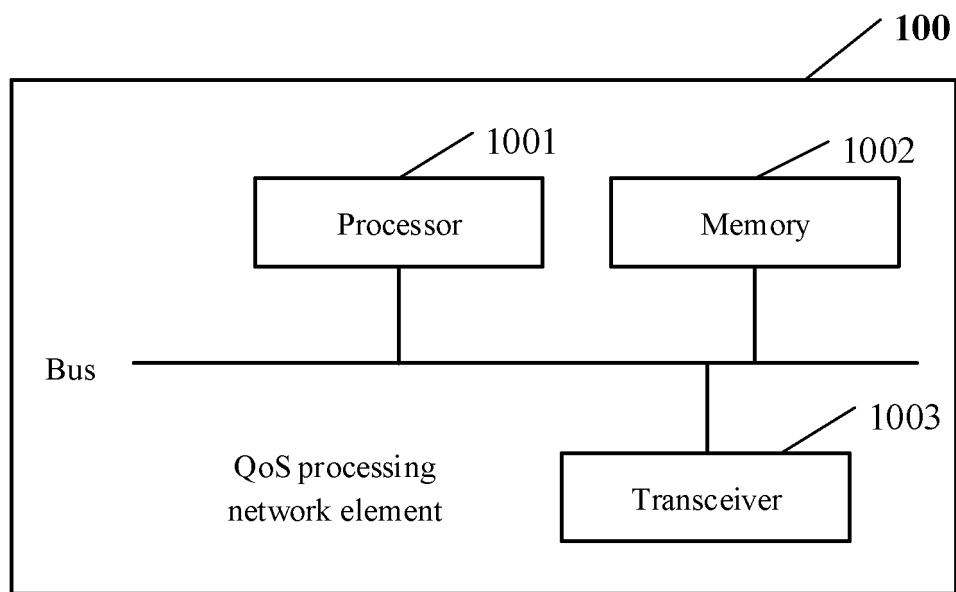 100
1001
1002
Processor
Memory
Bus
1003
QoS processing
network element
Transceiver